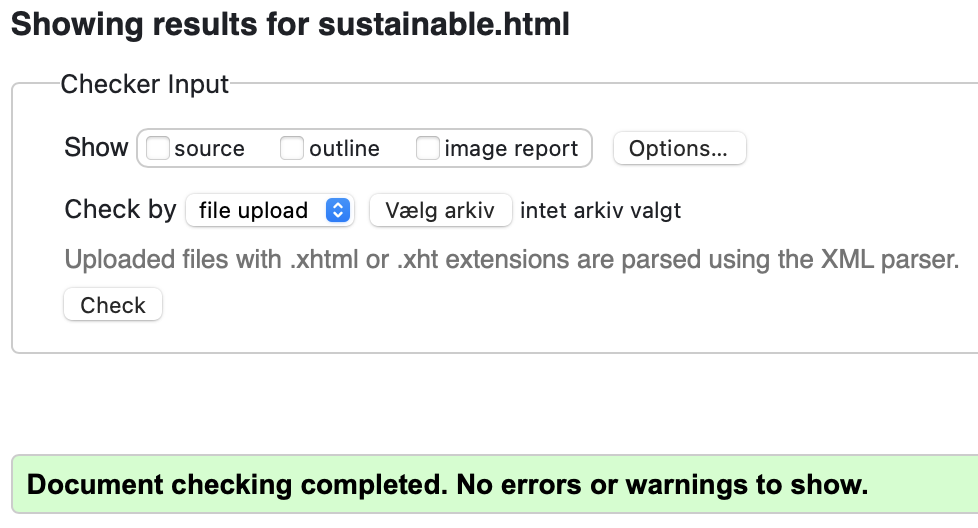 Showing results for sustainable.html
Checker Input
Show source outline image report Options...
Check by file upload Vælg arkiv intet arkiv valgt
Uploaded files with .xhtml or .xht extensions are parsed using the XML parser.
Check
Document checking completed. No errors or warnings to show.